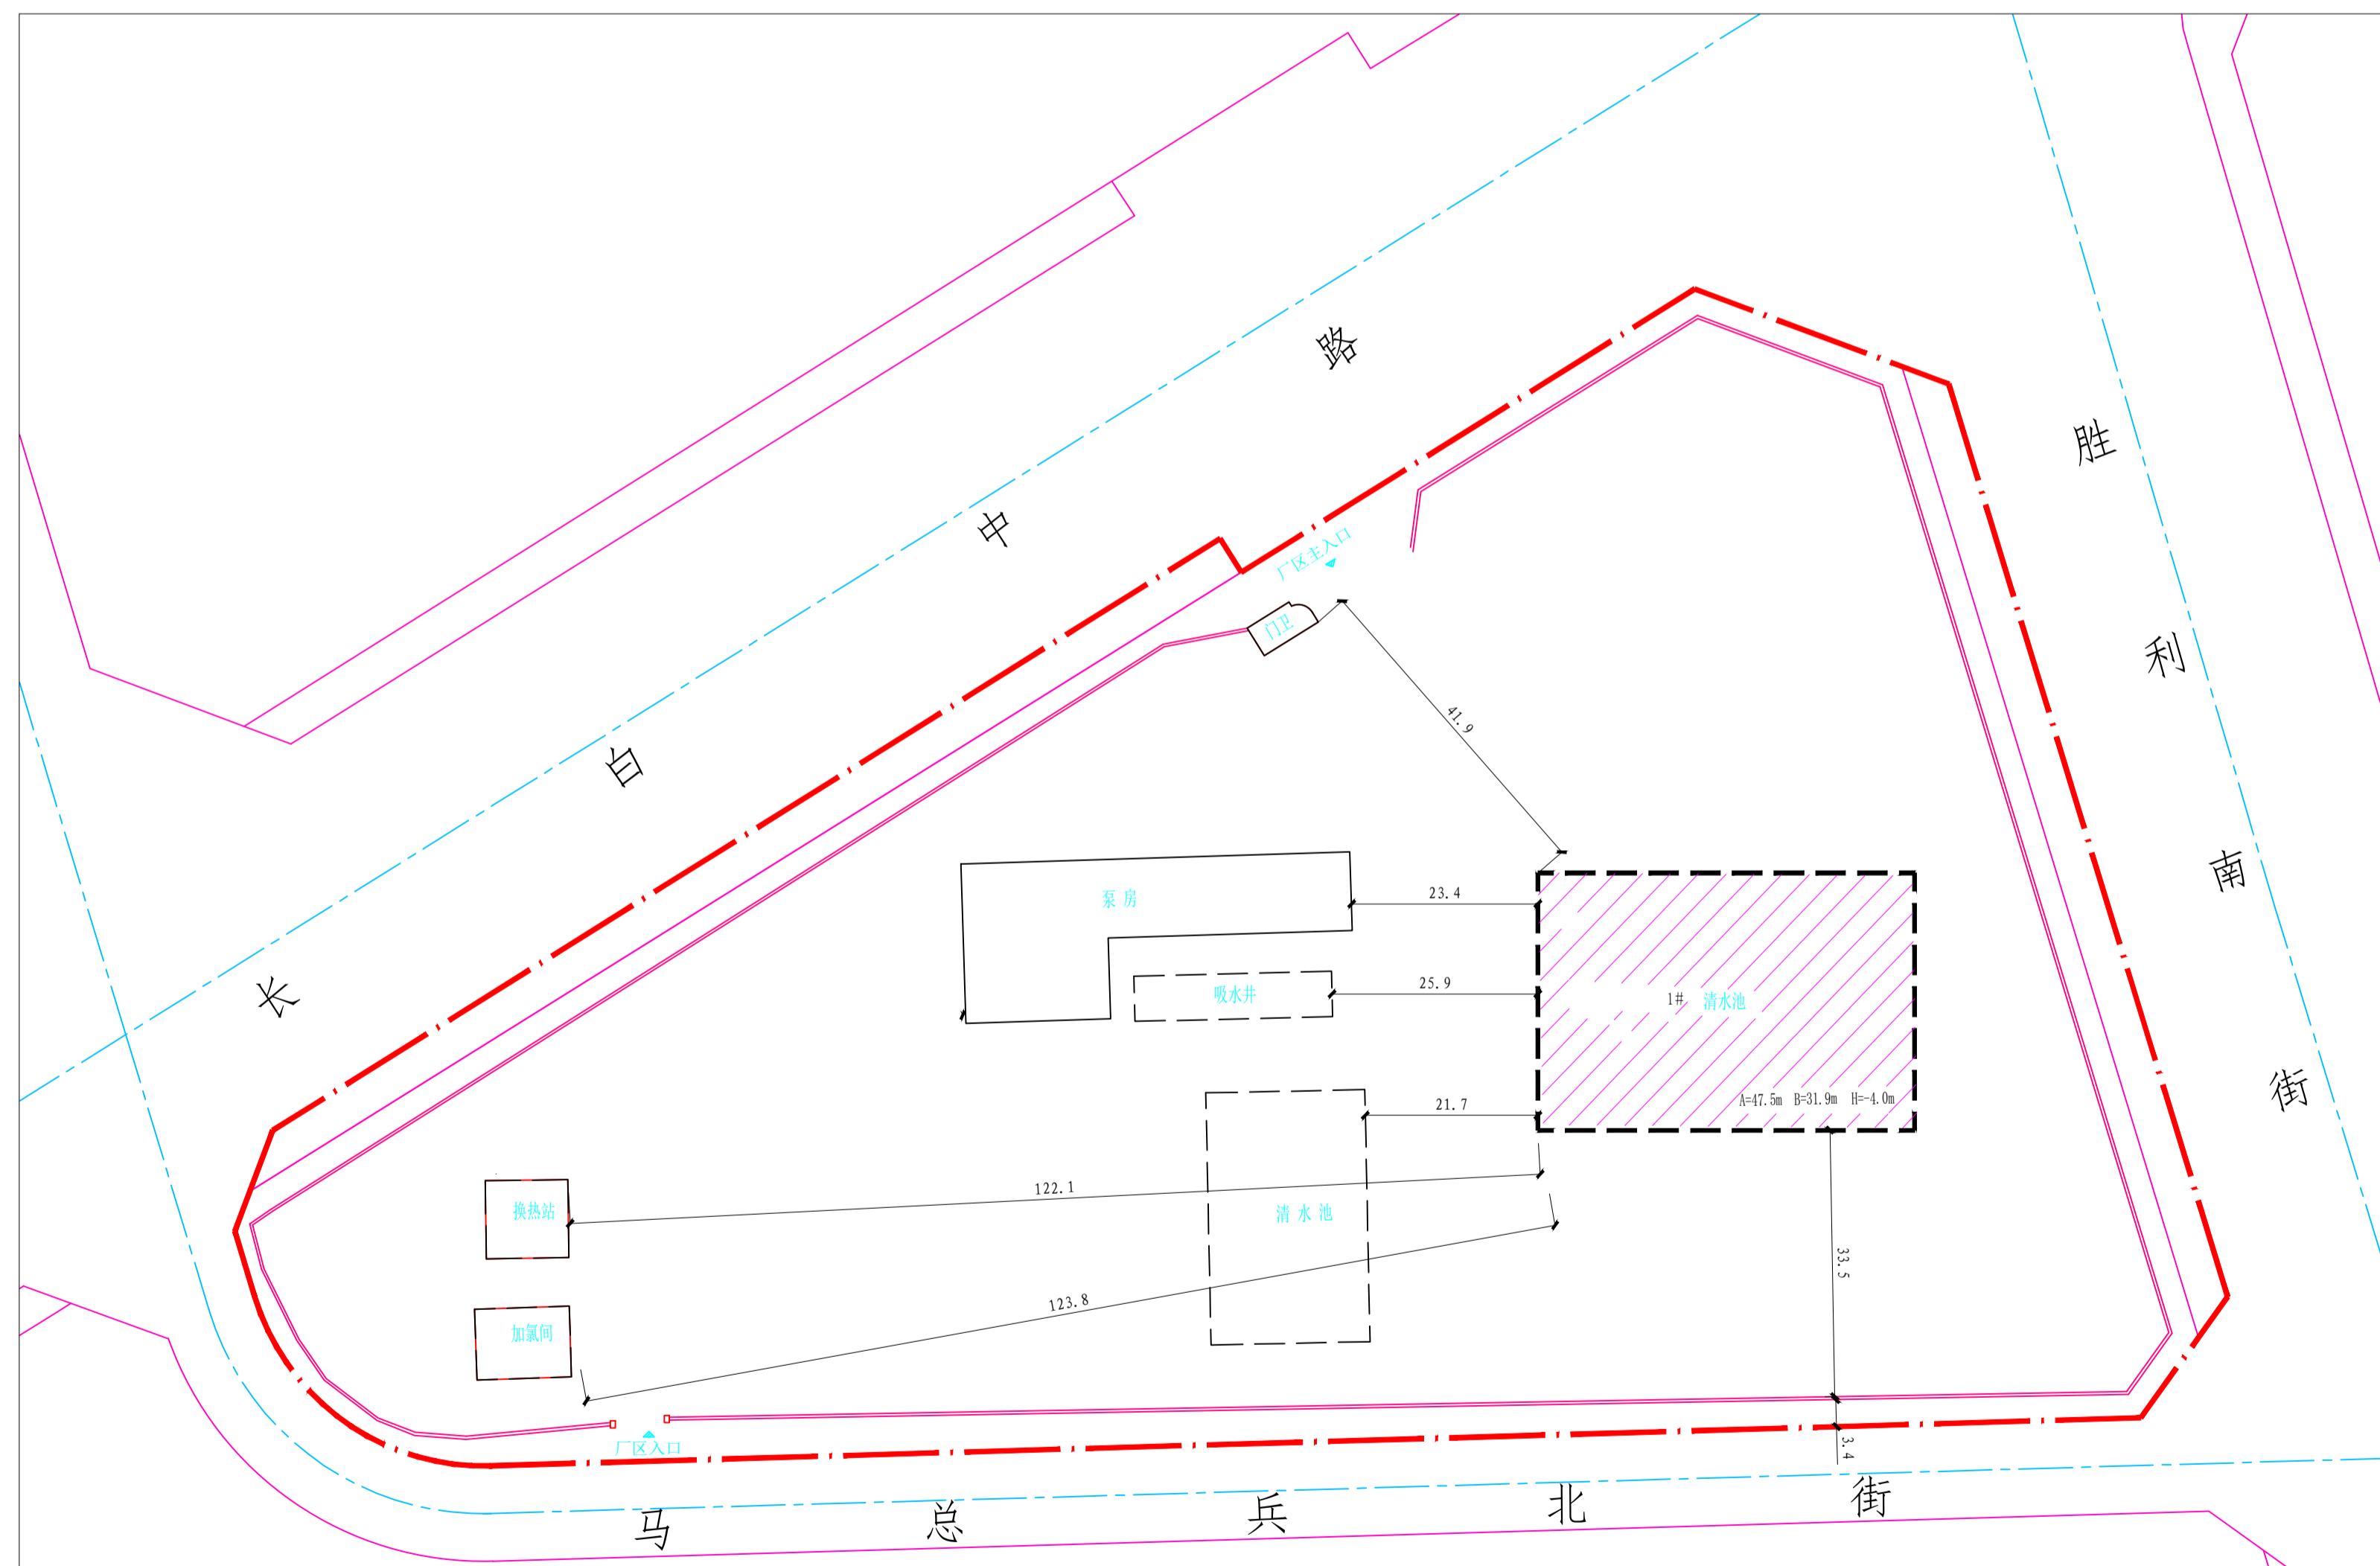 长白中路
胜利南街
厂区主入口
门卫
41.9
泵 房
23.4
吸水井
25.9
1# 清水池
21.7
A=47.5m B=31.9m H=-4.0m
122.1
换热站
清 水 池
33.5
123.8
加氯间
厂区入口
3.4
马总兵北街